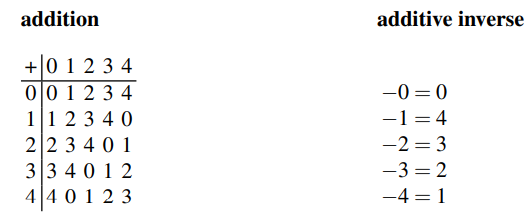 addition additive inverse
+ 0 1 2 3 4
0 0 1 2 3 4 −0 = 0
1 1 2 3 4 0 −1 = 4
2 2 3 4 0 1 −2 = 3
3 3 4 0 1 2 −3 = 2
4 4 0 1 2 3 −4 = 1